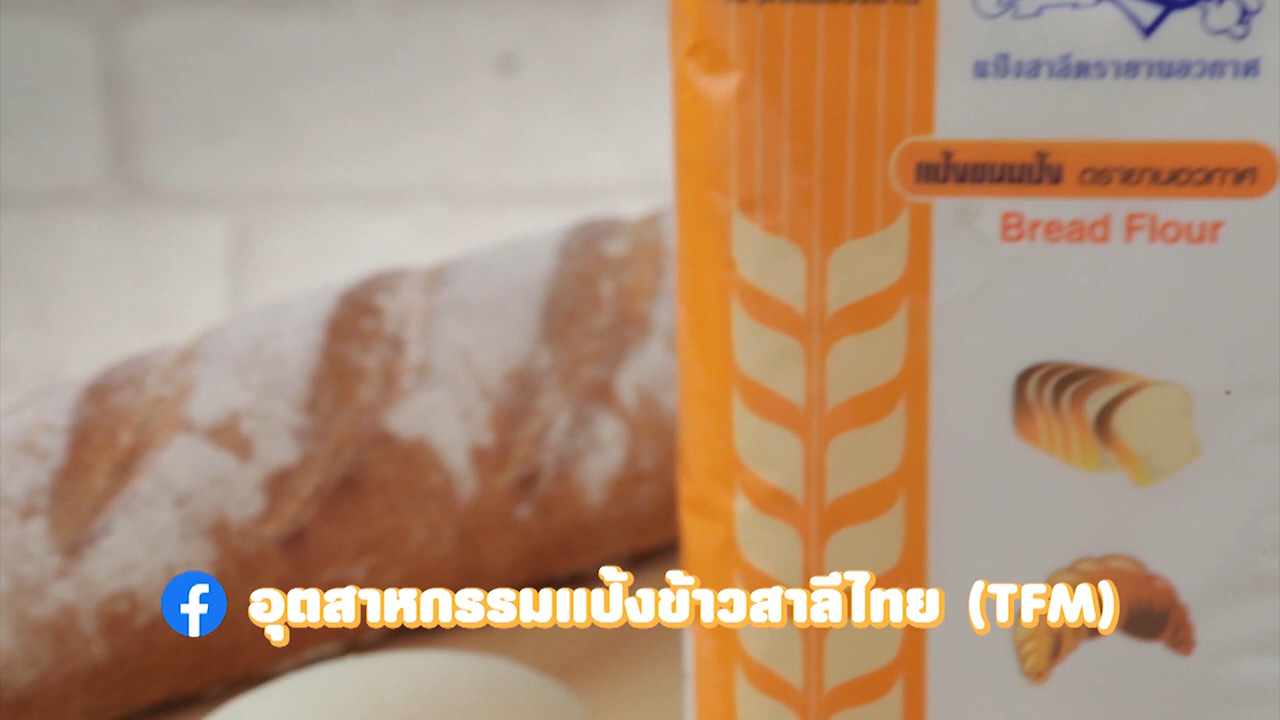 แป้งสาลีตรายานอวกาศ
แป้งขนมปัง ตรายานอวกาศ
Bread Flour
อุตสาหกรรมแป้งข้าวสาลีไทย (TFM)